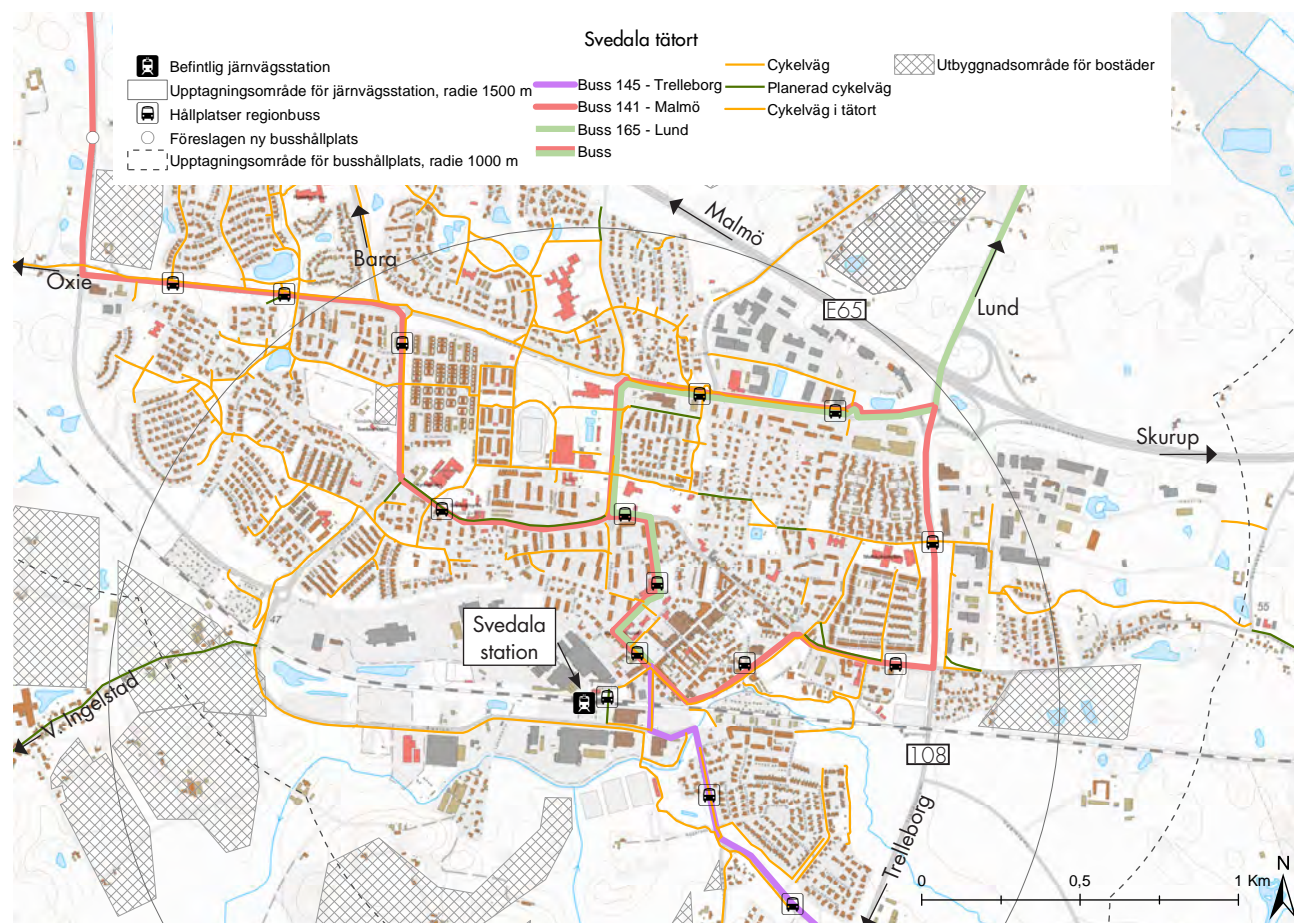 Svedala tätort
Befintlig järnvägsstation
Upptagningsområde för järnvägsstation, radie 1500 m
Hållplatser regionbuss
Föreslagen ny busshållplats
Upptagningsområde för busshållplats, radie 1000 m
Buss 145 - Trelleborg
Buss 141 - Malmö
Buss 165 - Lund
Buss
Cykelväg
Planerad cykelväg
Cykelväg i tätort
Utbyggnadsområde för bostäder
Malmö
Bara
Oxie
Lund
E65
Skurup
Svedala
station
47
55
V Ingelstad
108
Trelleborg
0
0,5
1 Km
N